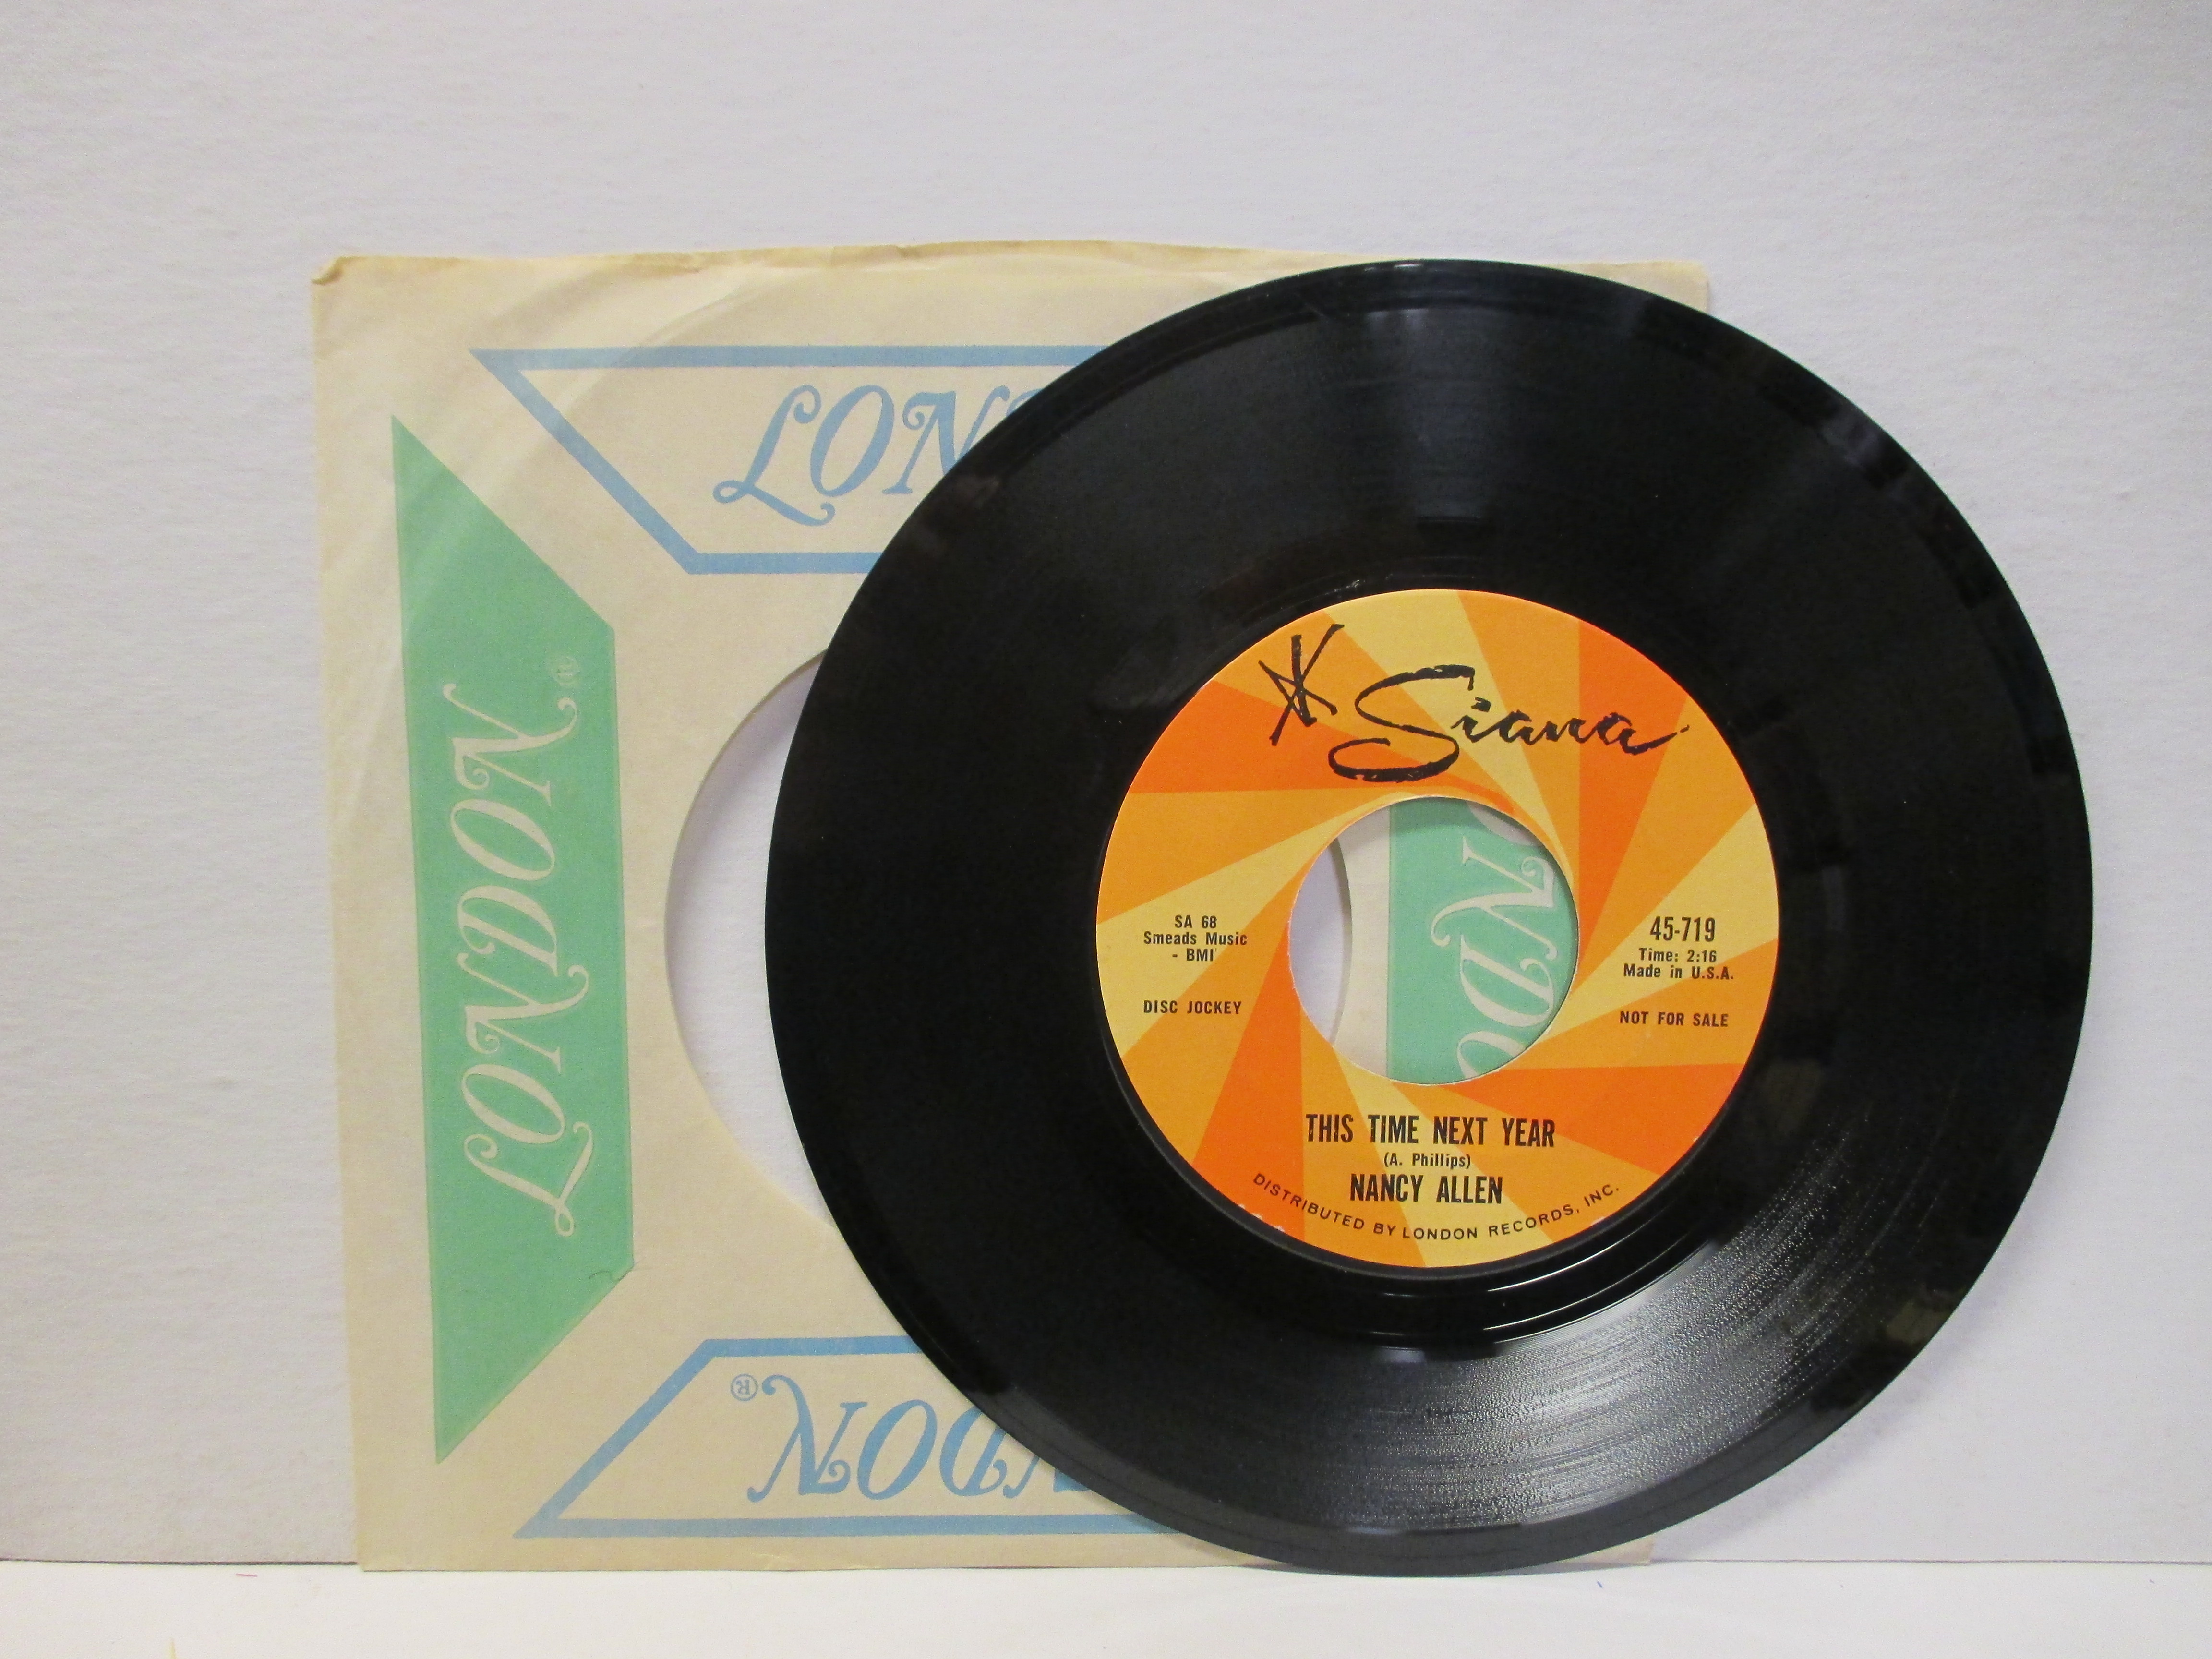 LON
LONDON ®
Siana
NDO
SA 68
Smeads Music
- BMI
DISC JOCKEY
45-719
Time: 2:16
Made in U.S.A.
NOT FOR SALE
THIS TIME NEXT YEAR
(A. Phillips)
NANCY ALLEN
DISTRIBUTED BY LONDON RECORDS, INC.
NDON ®